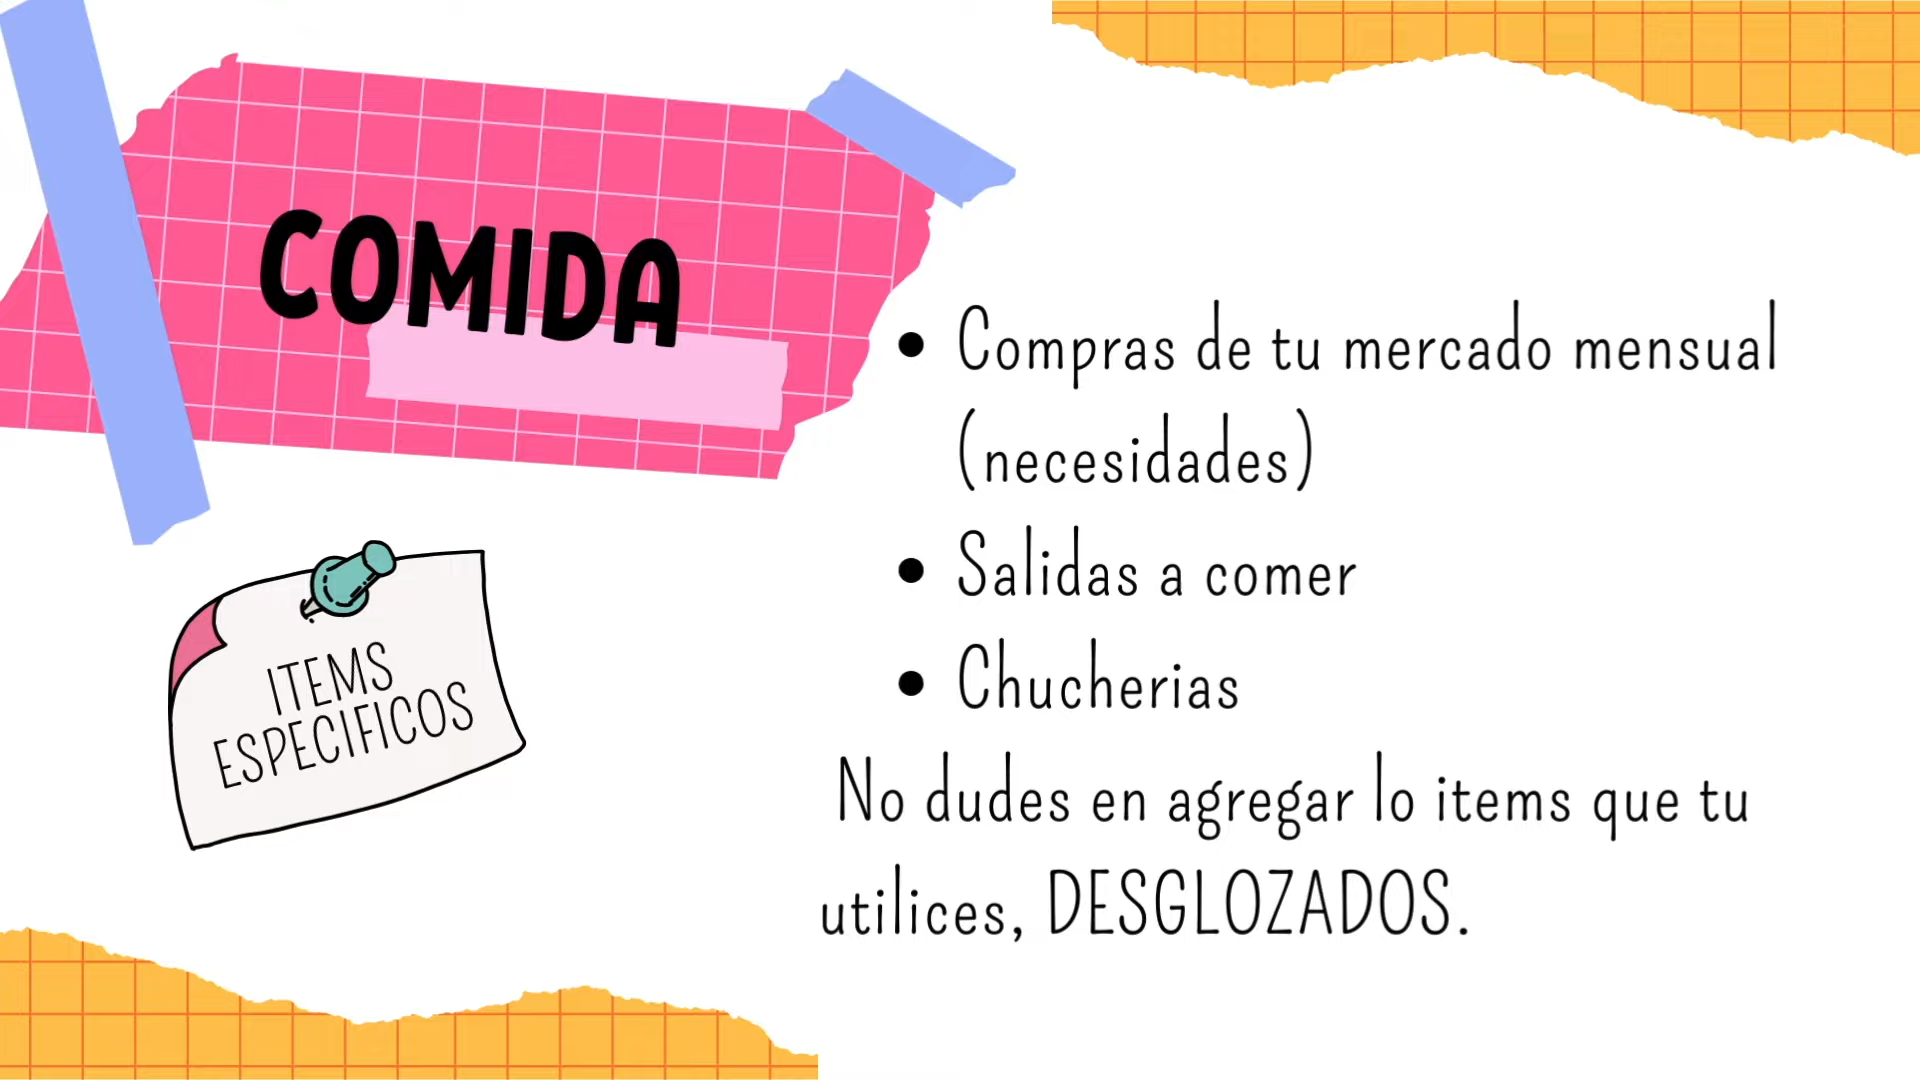 COMIDA
• Compras de tu mercado mensual
(necesidades)
• Salidas a comer
• Chucherias
No dudes en agregar lo items que tu
utilices, DESGLOZADOS.
ITEMS
ESPECIFICOS